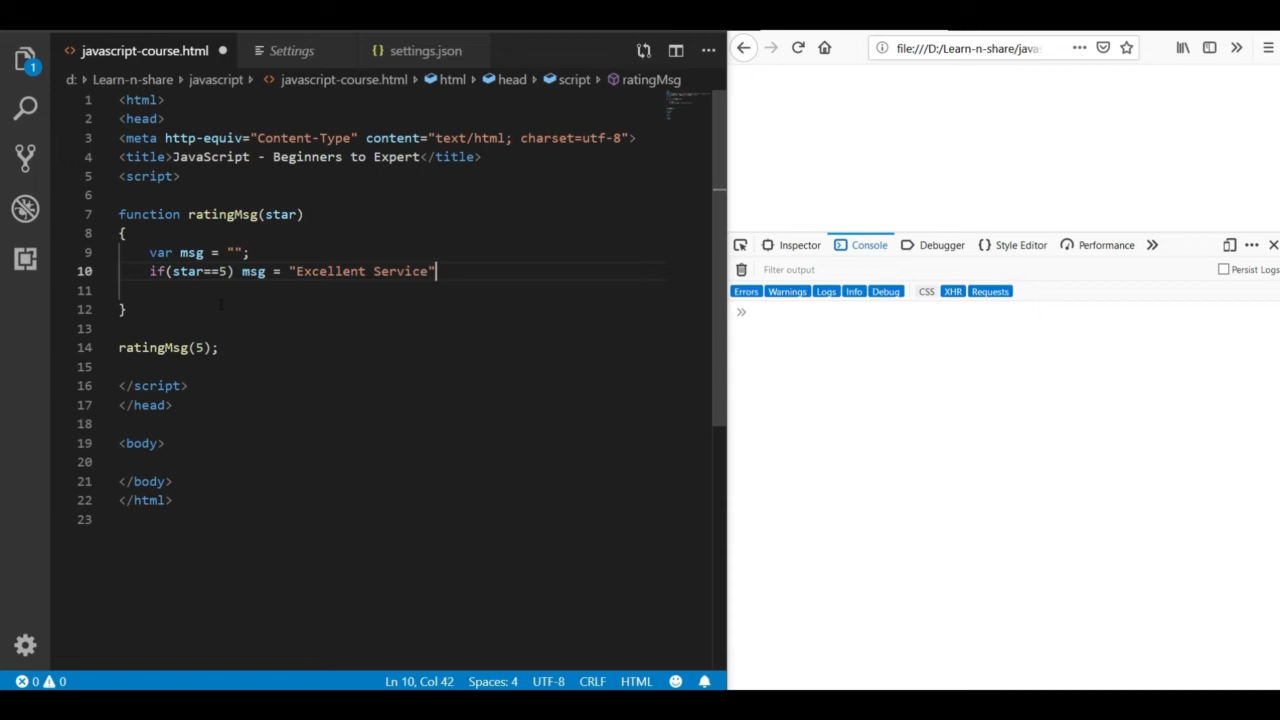 javascript-course.html
Settings
settings.json
file:///D:/Learn-n-share/javas
d: Learn-n-share javascript javascript-course.html html head script ratingMsg
1 <html>
2 <head>
3 <meta http-equiv="Content-Type" content="text/html; charset=utf-8">
4 <title>JavaScript - Beginners to Expert</title>
5 <script>
6
7 function ratingMsg(star)
8 {
9 var msg = "";
10 if(star==5) msg = "Excellent Service"
11
12 }
13
14 ratingMsg(5);
15
16 </script>
17 </head>
18
19 <body>
20
21 </body>
22 </html>
23
1
Inspector Console Debugger Style Editor Performance
Filter output Persist Logs
Errors Warnings Logs Info Debug CSS XHR Requests
0 0 Ln 10, Col 42 Spaces: 4 UTF-8 CRLF HTML